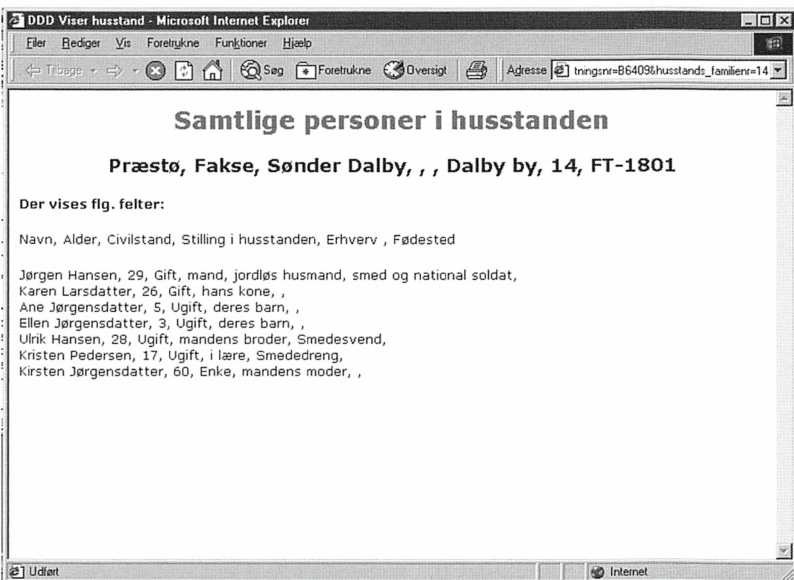 DDD Viser husstand - Microsoft Internet Explorer
Filer Rediger Vis Foretrukne Funktioner Hjælp
Tilbage Søg Foretrukne Oversigt Adresse tningsnr=B6409&husstands_familienr=14
Samtlige personer i husstanden
Præstø, Fakse, Sønder Dalby, , , Dalby by, 14, FT-1801
Der vises flg. felter:
Navn, Alder, Civilstand, Stilling i husstanden, Erhverv , Fødested
Jørgen Hansen, 29, Gift, mand, jordløs husmand, smed og national soldat,
Karen Larsdatter, 26, Gift, hans kone, ,
Ane Jørgensdatter, 5, Ugift, deres barn, ,
Ellen Jørgensdatter, 3, Ugift, deres barn, ,
Ulrik Hansen, 28, Ugift, mandens broder, Smedesvend,
Kristen Pedersen, 17, Ugift, i lære, Smededreng,
Kirsten Jørgensdatter, 60, Enke, mandens moder, ,
Udført Internet